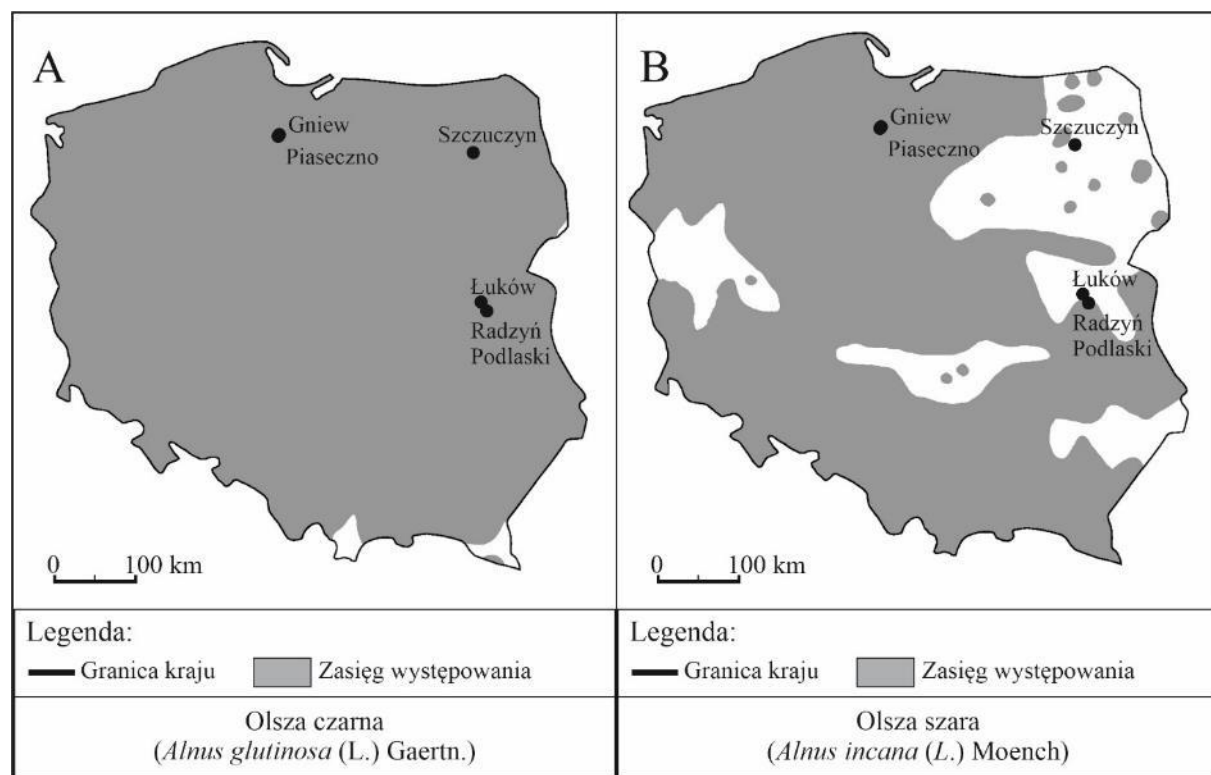 A
Gniew
Piaseczno
Szczuczyn
Łuków
Radzyń
Podlaski
0 100 km
Legenda:
Granica kraju Zasięg występowania
Olsza czarna
(Alnus glutinosa (L.) Gaertn.)
B
Gniew
Piaseczno
Szczuczyn
Łuków
Radzyń
Podlaski
0 100 km
Legenda:
Granica kraju Zasięg występowania
Olsza szara
(Alnus incana (L.) Moench)